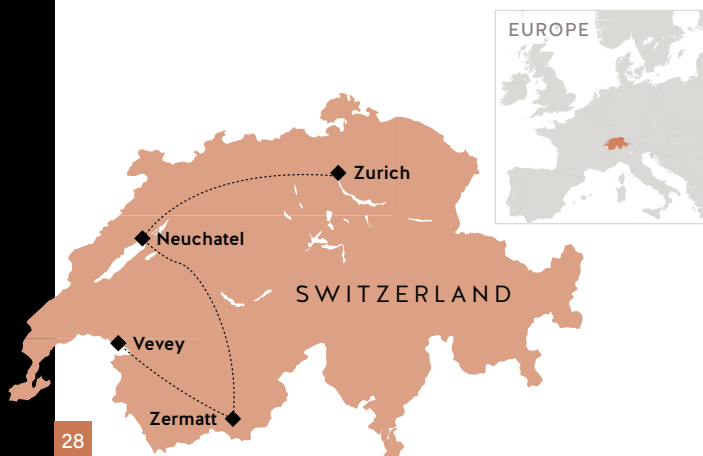 EUROPE
Zurich
Neuchatel
SWITZERLAND
Vevey
Zermatt
28